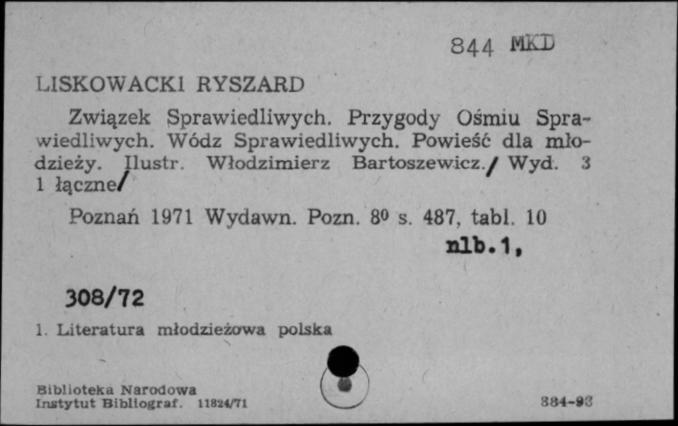 844 MKD
LISKOWACKI RYSZARD
Związek Sprawiedliwych. Przygody Ośmiu Spra-
wiedliwych. Wódz Sprawiedliwych. Powieść dla mło-
dzieży. Ilustr. Włodzimierz Bartoszewicz./ Wyd. 3
1 łączne/
Poznań 1971 Wydawn. Pozn. 8⁰ s. 487, tabl. 10
nlb.1,
308/72
1. Literatura młodzieżowa polska
Biblioteka Narodowa
Instytut Bibliograf. 11824/71
384-93